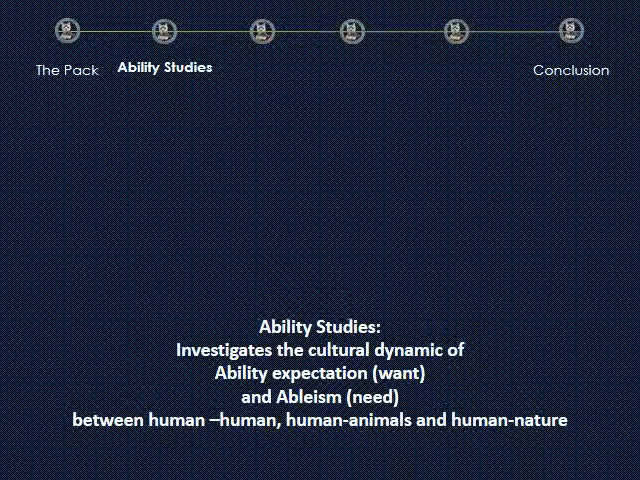 The Pack
Ability Studies
Conclusion
Ability Studies:
Investigates the cultural dynamic of
Ability expectation (want)
and Ableism (need)
between human –human, human-animals and human-nature